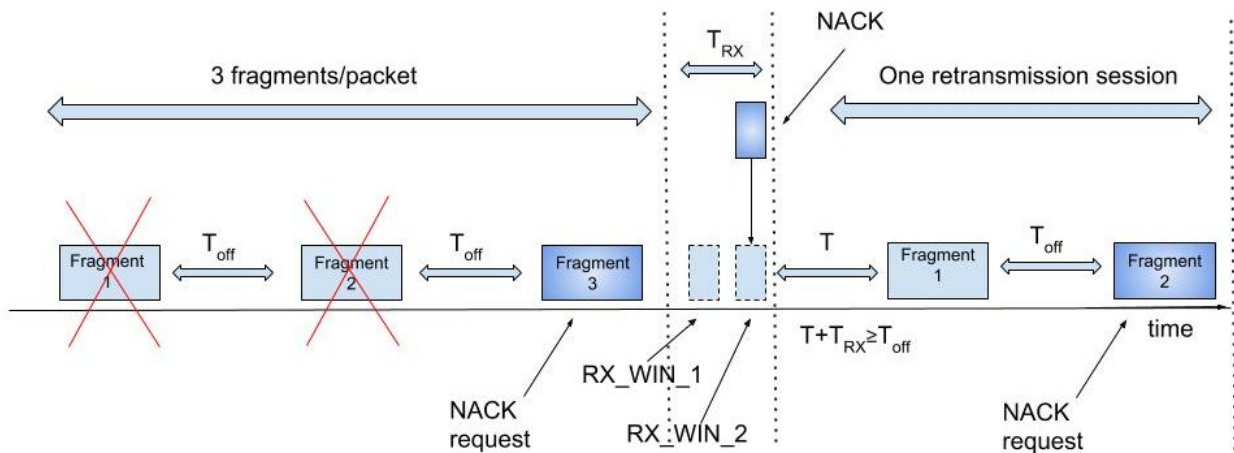 NACK
T_RX
3 fragments/packet
One retransmission session
T_off
T_off
T
T_off
Fragment
1
Fragment
2
Fragment
3
Fragment
1
Fragment
2
T+T_RX≥T_off
time
RX_WIN_1
NACK
request
RX_WIN_2
NACK
request